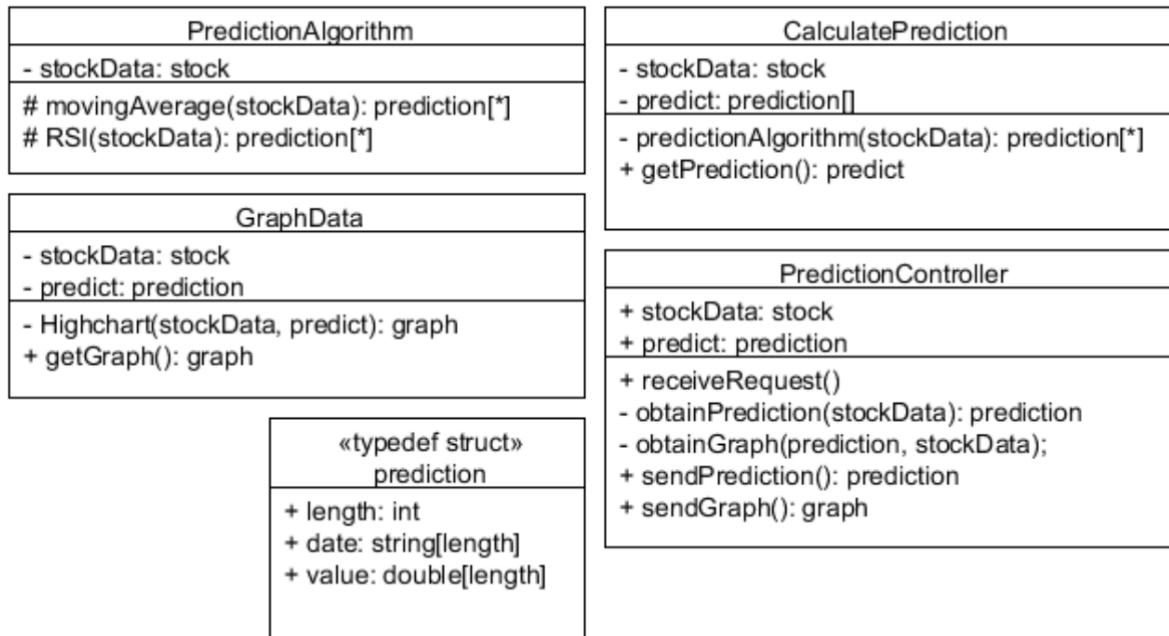 PredictionAlgorithm
- stockData: stock
# movingAverage(stockData): prediction[*]
# RSI(stockData): prediction[*]
CalculatePrediction
- stockData: stock
- predict: prediction[]
- predictionAlgorithm(stockData): prediction[*]
+ getPrediction(): predict
GraphData
- stockData: stock
- predict: prediction
- Highchart(stockData, predict): graph
+ getGraph(): graph
PredictionController
+ stockData: stock
+ predict: prediction
+ receiveRequest()
- obtainPrediction(stockData): prediction
- obtainGraph(prediction, stockData);
+ sendPrediction(): prediction
+ sendGraph(): graph
«typedef struct»
prediction
+ length: int
+ date: string[length]
+ value: double[length]